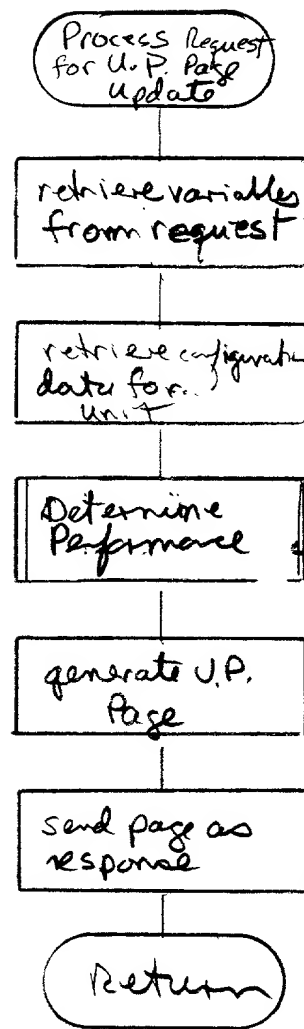 Process Request
for U.P. Page
Update
retrieve variables
from request
retrieve configuration
data for
unit
Determine
Performance
generate U.P.
Page
send page as
response
Return